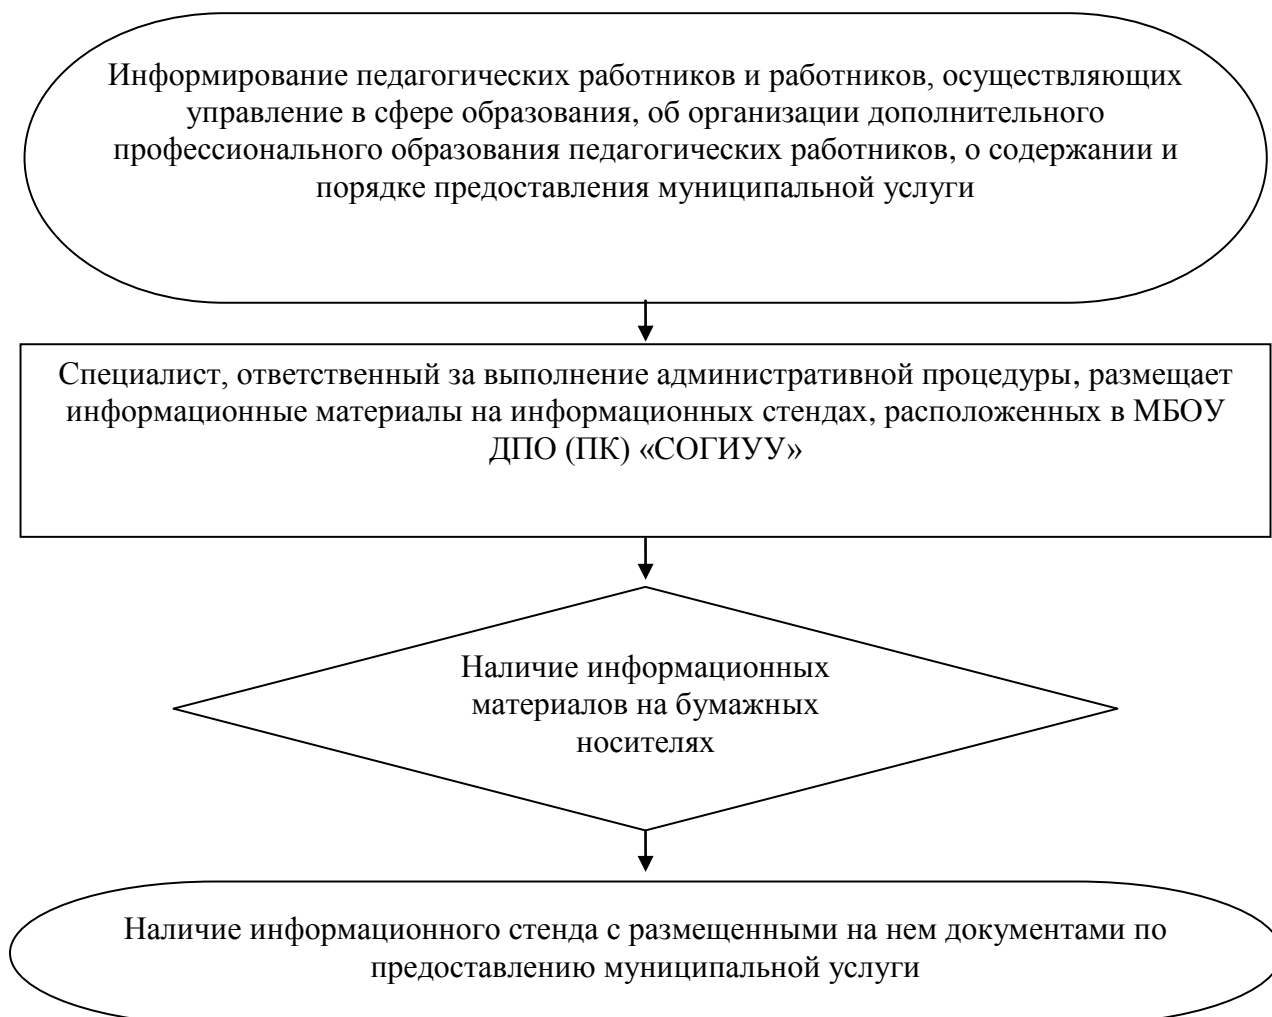 Информирование педагогических работников и работников, осуществляющих
управление в сфере образования, об организации дополнительного
профессионального образования педагогических работников, о содержании и
порядке предоставления муниципальной услуги
Специалист, ответственный за выполнение административной процедуры, размещает
информационные материалы на информационных стендах, расположенных в МБОУ
ДПО (ПК) «СОГИУУ»
Наличие информационных
материалов на бумажных
носителях
Наличие информационного стенда с размещенными на нем документами по
предоставлению муниципальной услуги